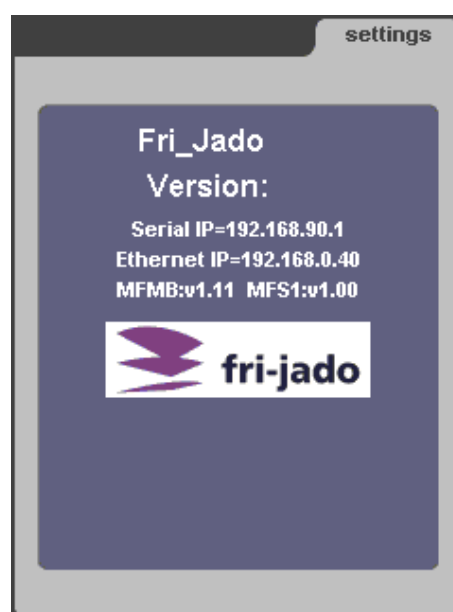 settings
Fri_Jado
Version:
Serial IP=192.168.90.1
Ethernet IP=192.168.0.40
MFMB:v1.11 MFS1:v1.00
fri-jado